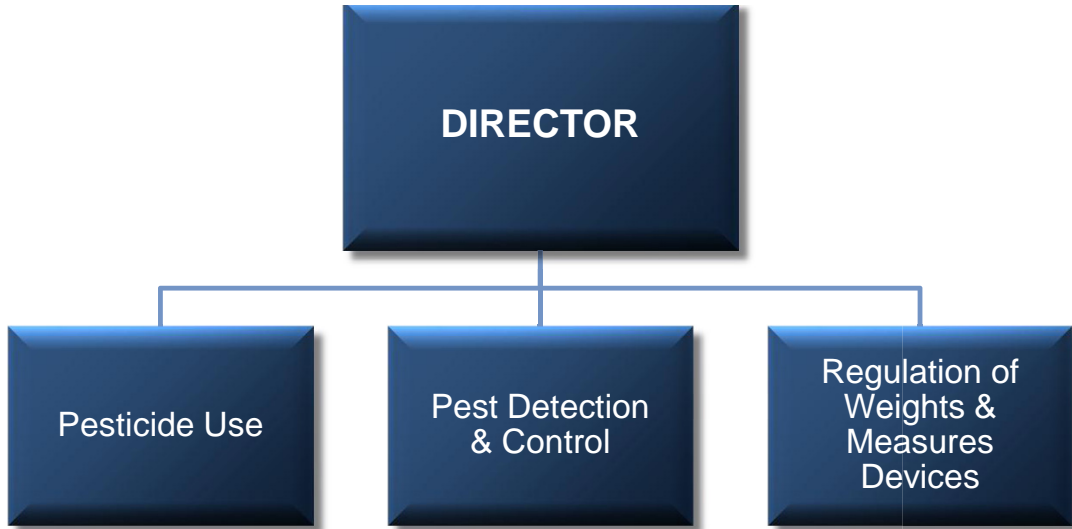 DIRECTOR
Pesticide Use
Pest Detection
& Control
Regulation of
Weights &
Measures
Devices